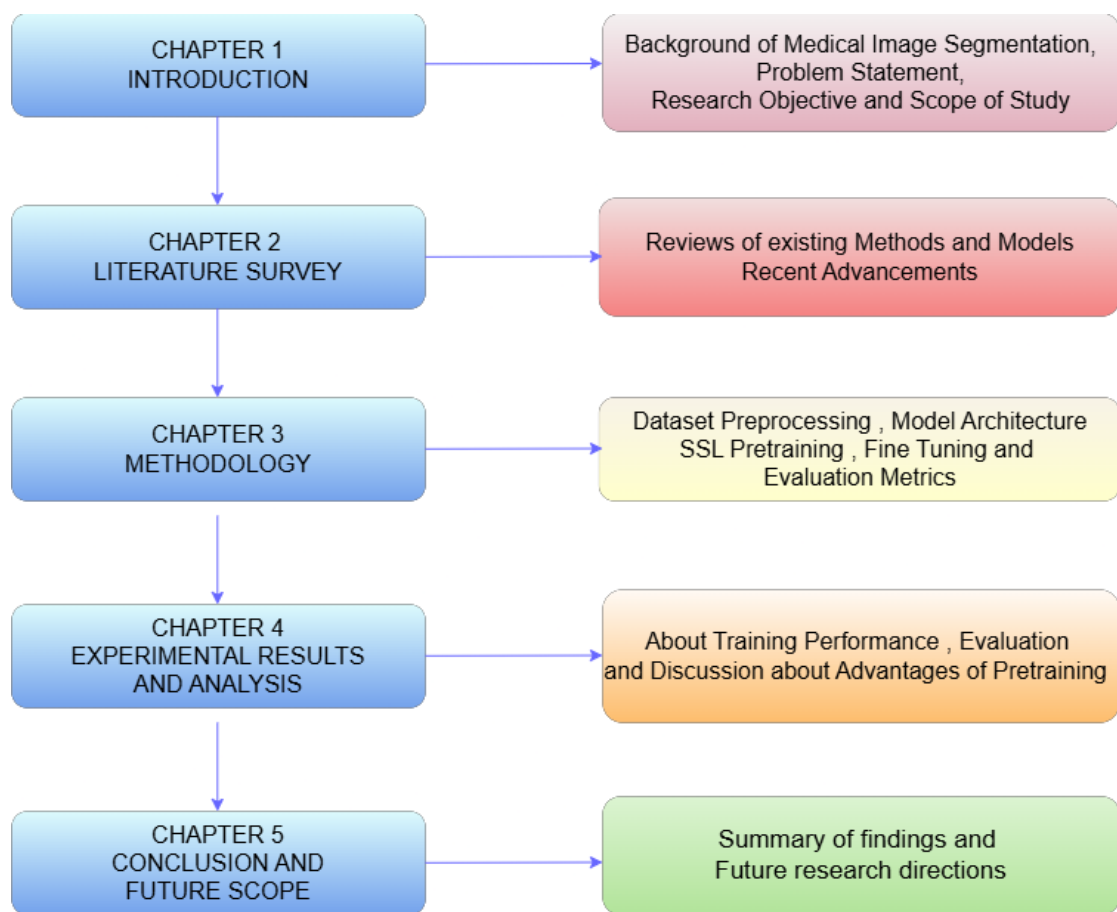 CHAPTER 1
INTRODUCTION
Background of Medical Image Segmentation,
Problem Statement,
Research Objective and Scope of Study
CHAPTER 2
LITERATURE SURVEY
Reviews of existing Methods and Models
Recent Advancements
CHAPTER 3
METHODOLOGY
Dataset Preprocessing , Model Architecture
SSL Pretraining , Fine Tuning and
Evaluation Metrics
CHAPTER 4
EXPERIMENTAL RESULTS
AND ANALYSIS
About Training Performance , Evaluation
and Discussion about Advantages of Pretraining
CHAPTER 5
CONCLUSION AND
FUTURE SCOPE
Summary of findings and
Future research directions